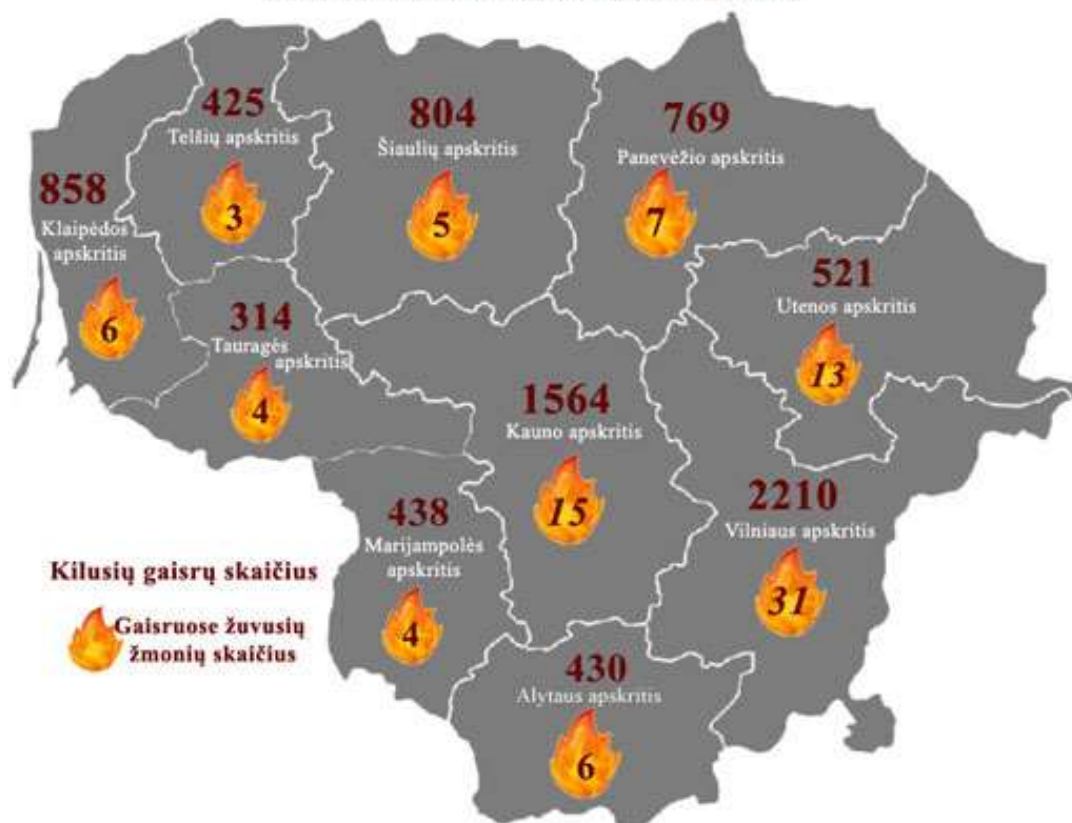 425
Telšių apskritis
3
804
Šiaulių apskritis
5
769
Panevėžio apskritis
7
858
Klaipėdos
apskritis
6
314
Tauragės
apskritis
4
521
Utenos apskritis
13
1564
Kauno apskritis
15
2210
Vilniaus apskritis
31
438
Marijampolės
apskritis
4
430
Alytaus apskritis
6
Kilusių gaisrų skaičius
Gaisruose žuvusių
žmonių skaičius